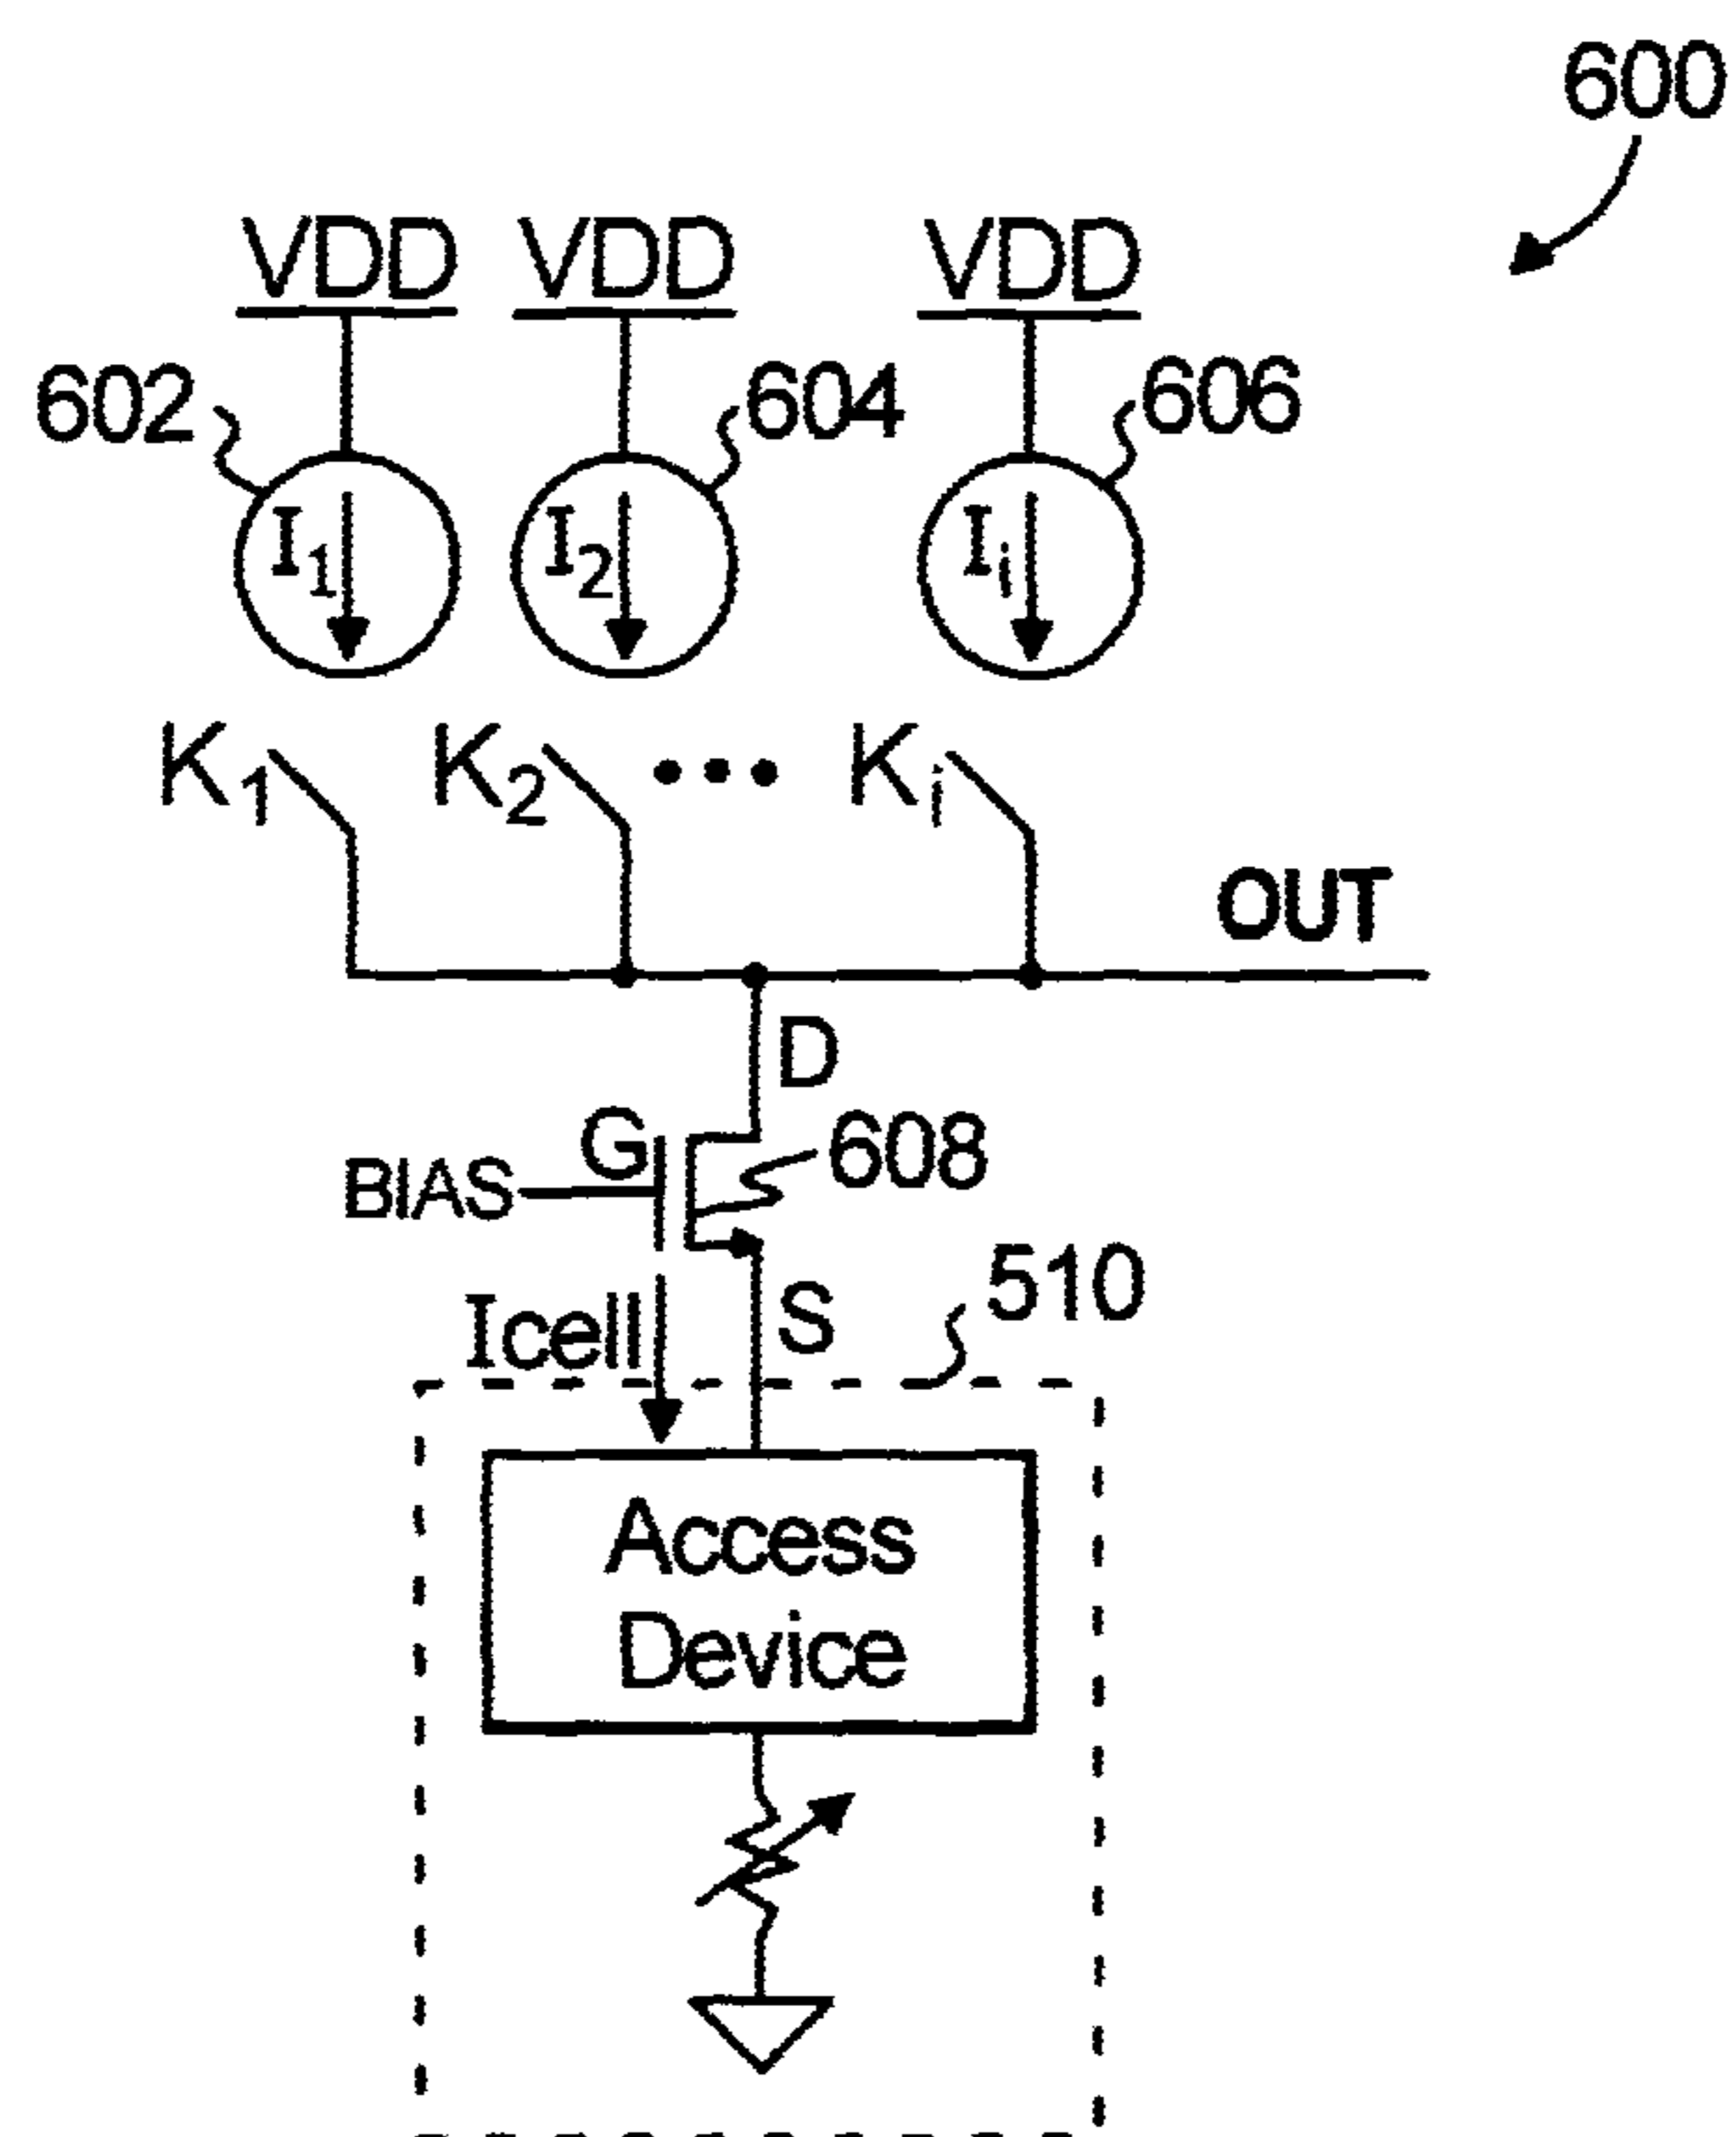 600
VDD VDD VDD
602 604 606
I1 I2 Ii
K1 K2 ••• Ki
OUT
D
G 608
BIAS
510
Icell S
Access
Device